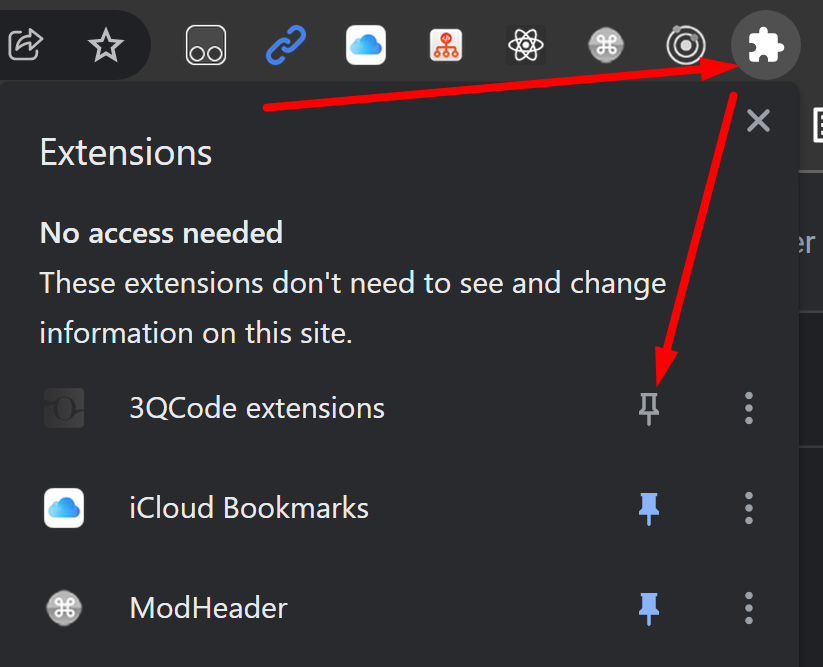 Extensions
No access needed
These extensions don't need to see and change
information on this site.
er
3QCode extensions
iCloud Bookmarks
ModHeader